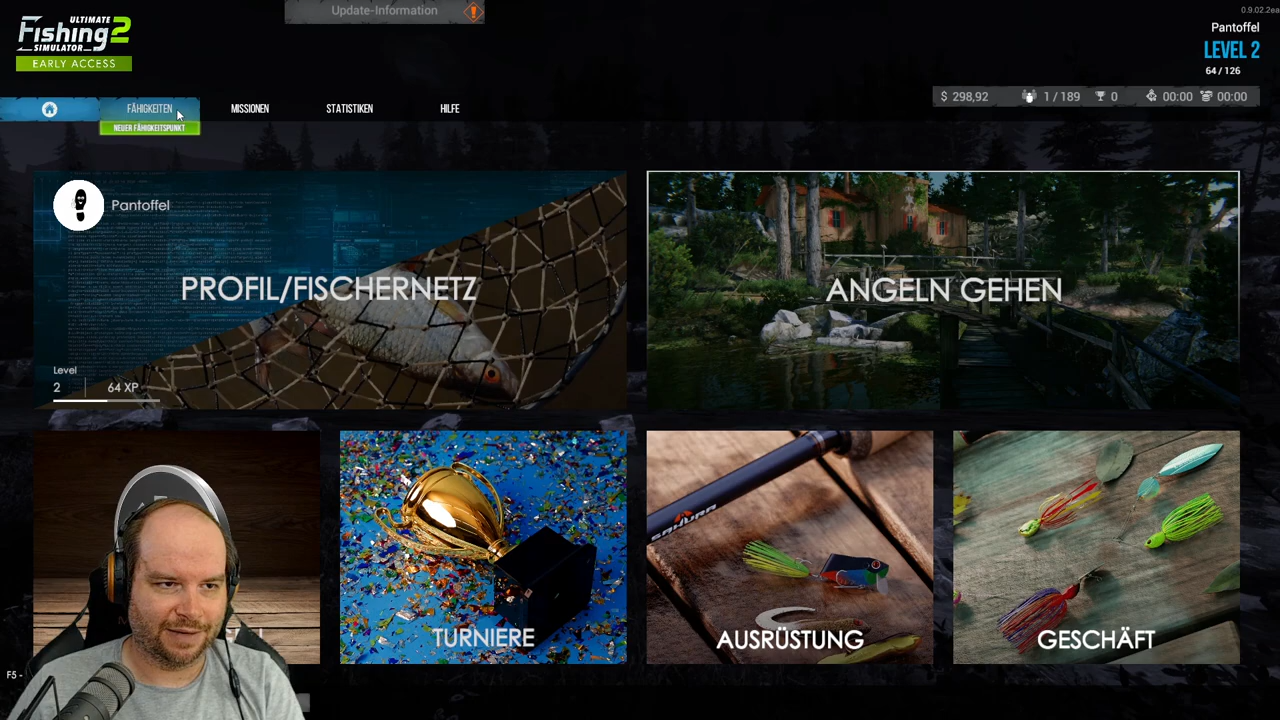 Update-Information
0.9.02.2ea
ULTIMATE
Fishing 2
SIMULATOR
EARLY ACCESS
Pantoffel
LEVEL 2
64 / 126
$ 298,92
1 / 189
0
00:00
00:00
FÄHIGKEITEN
MISSIONEN
STATISTIKEN
HILFE
NEUER FÄHIGKEITSPUNKT
Pantoffel
PROFIL/FISCHERNETZ
ANGELN GEHEN
Level
2
64 XP
SAKURA
TURNIERE
AUSRÜSTUNG
GESCHÄFT
F5 -